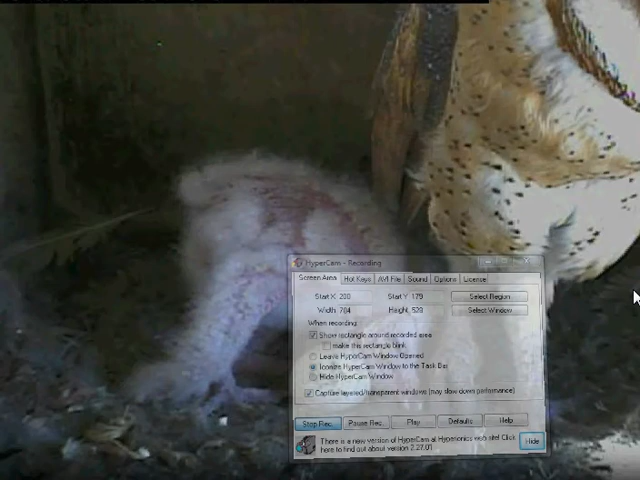 HyperCam - Recording
Screen Area Hot Keys AVI File Sound Options License
Start X: 200 Start Y: 179 Select Region
Width: 704 Height: 528 Select Window
When recording
Show rectangle around recorded area
make this rectangle blink
Leave HyperCam Window Opened
Iconize HyperCam Window to the Task Bar
Hide HyperCam Window
Capture layered/transparent windows (may slow down performance)
Stop Rec. Pause Rec. Play Defaults Help
There is a new version of HyperCam at Hyperionics web site! Click
here to find out about version 2.27.01
Hide